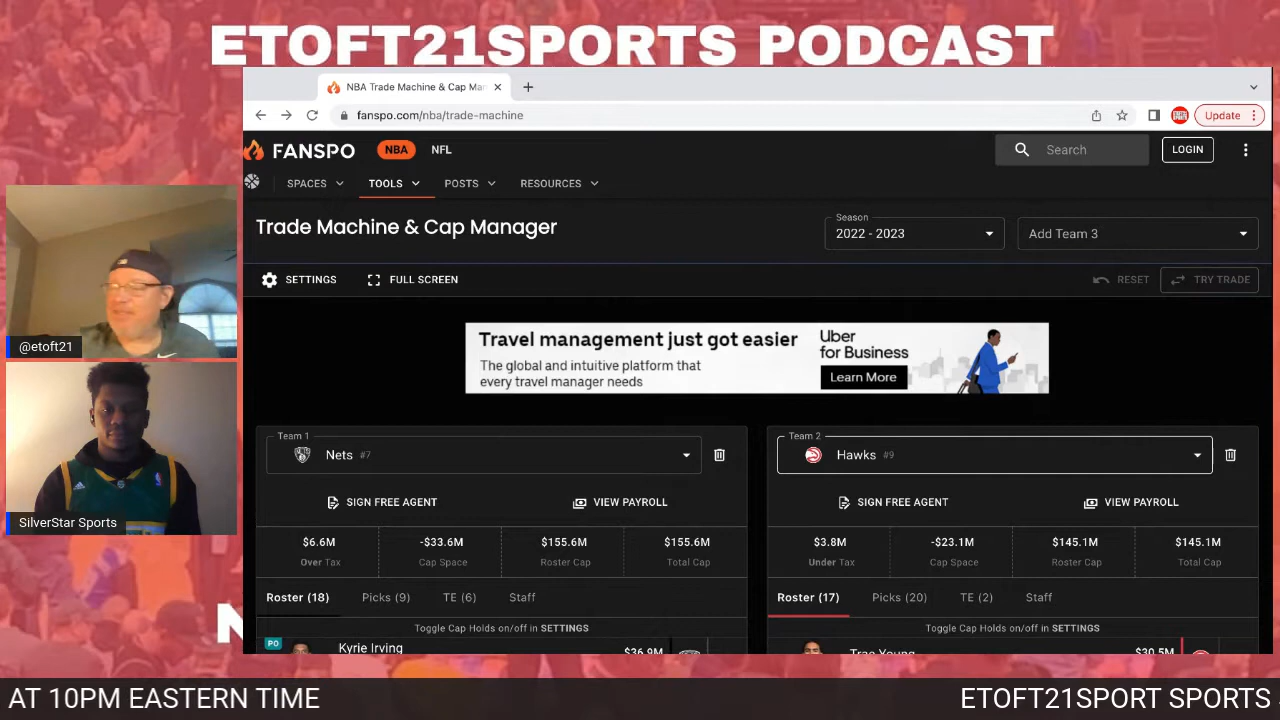 ETOFT21SPORTS PODCAST
NBA Trade Machine & Cap Ma
fanspo.com/nba/trade-machine
Update
FANSPO NBA NFL
Search
LOGIN
SPACES TOOLS POSTS RESOURCES
Trade Machine & Cap Manager
Season
2022 - 2023
Add Team 3
SETTINGS FULL SCREEN
RESET TRY TRADE
Travel management just got easier
The global and intuitive platform that
every travel manager needs
Uber
for Business
Learn More
@etoft21
SilverStar Sports
Team 1
Nets #7
SIGN FREE AGENT VIEW PAYROLL
$6.6M -$33.6M $155.6M $155.6M
Over Tax Cap Space Roster Cap Total Cap
Roster (18) Picks (9) TE (6) Staff
Toggle Cap Holds on/off in SETTINGS
PO Kyrie Irving $36.9M
Team 2
Hawks #9
SIGN FREE AGENT VIEW PAYROLL
$3.8M -$23.1M $145.1M $145.1M
Under Tax Cap Space Roster Cap Total Cap
Roster (17) Picks (20) TE (2) Staff
Toggle Cap Holds on/off in SETTINGS
Trae Young $30.5M
AT 10PM EASTERN TIME
ETOFT21SPORT SPORTS